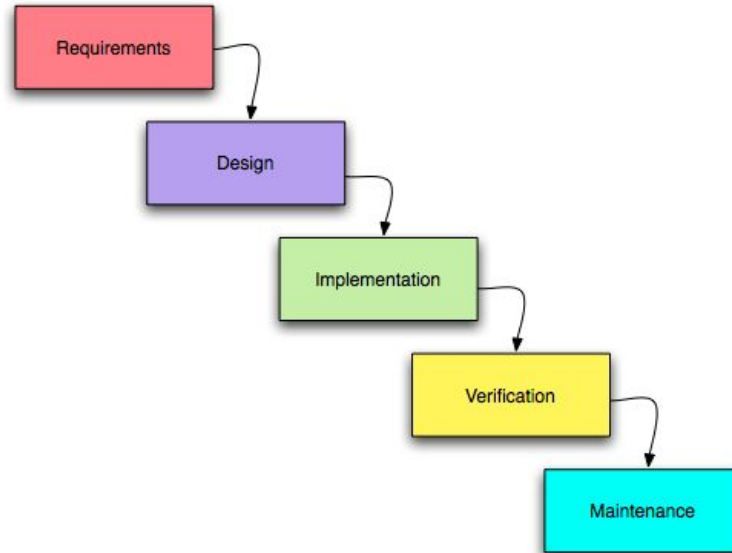 Requirements
Design
Implementation
Verification
Maintenance